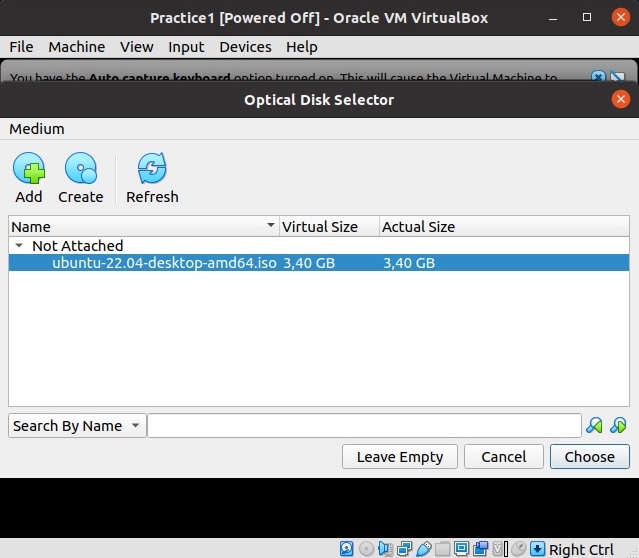 Practice1 [Powered Off] - Oracle VM VirtualBox
File Machine View Input Devices Help
You have the Auto capture keyboard option turned on. This will cause the Virtual Machine to
Optical Disk Selector
Medium
Add Create Refresh
Name Virtual Size Actual Size
Not Attached
ubuntu-22.04-desktop-amd64.iso 3,40 GB 3,40 GB
Search By Name
Leave Empty Cancel Choose
Right Ctrl